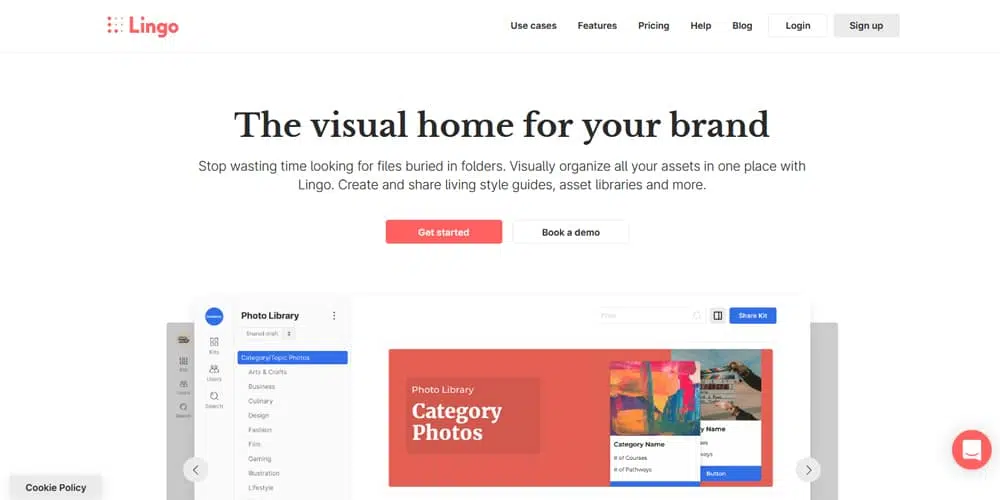 Lingo
Use cases Features Pricing Help Blog Login Sign up
The visual home for your brand
Stop wasting time looking for files buried in folders. Visually organize all your assets in one place with
Lingo. Create and share living style guides, asset libraries and more.
Get started Book a demo
Photo Library
Shared draft
Share Kit
Kits
Users
Search
Category/Topic Photos
Arts & Crafts
Business
Culinary
Design
Fashion
Film
Gaming
Illustration
Lifestyle
Photo Library
Category
Photos
Category Name
# of Courses
# of Pathways
Button
Cookie Policy